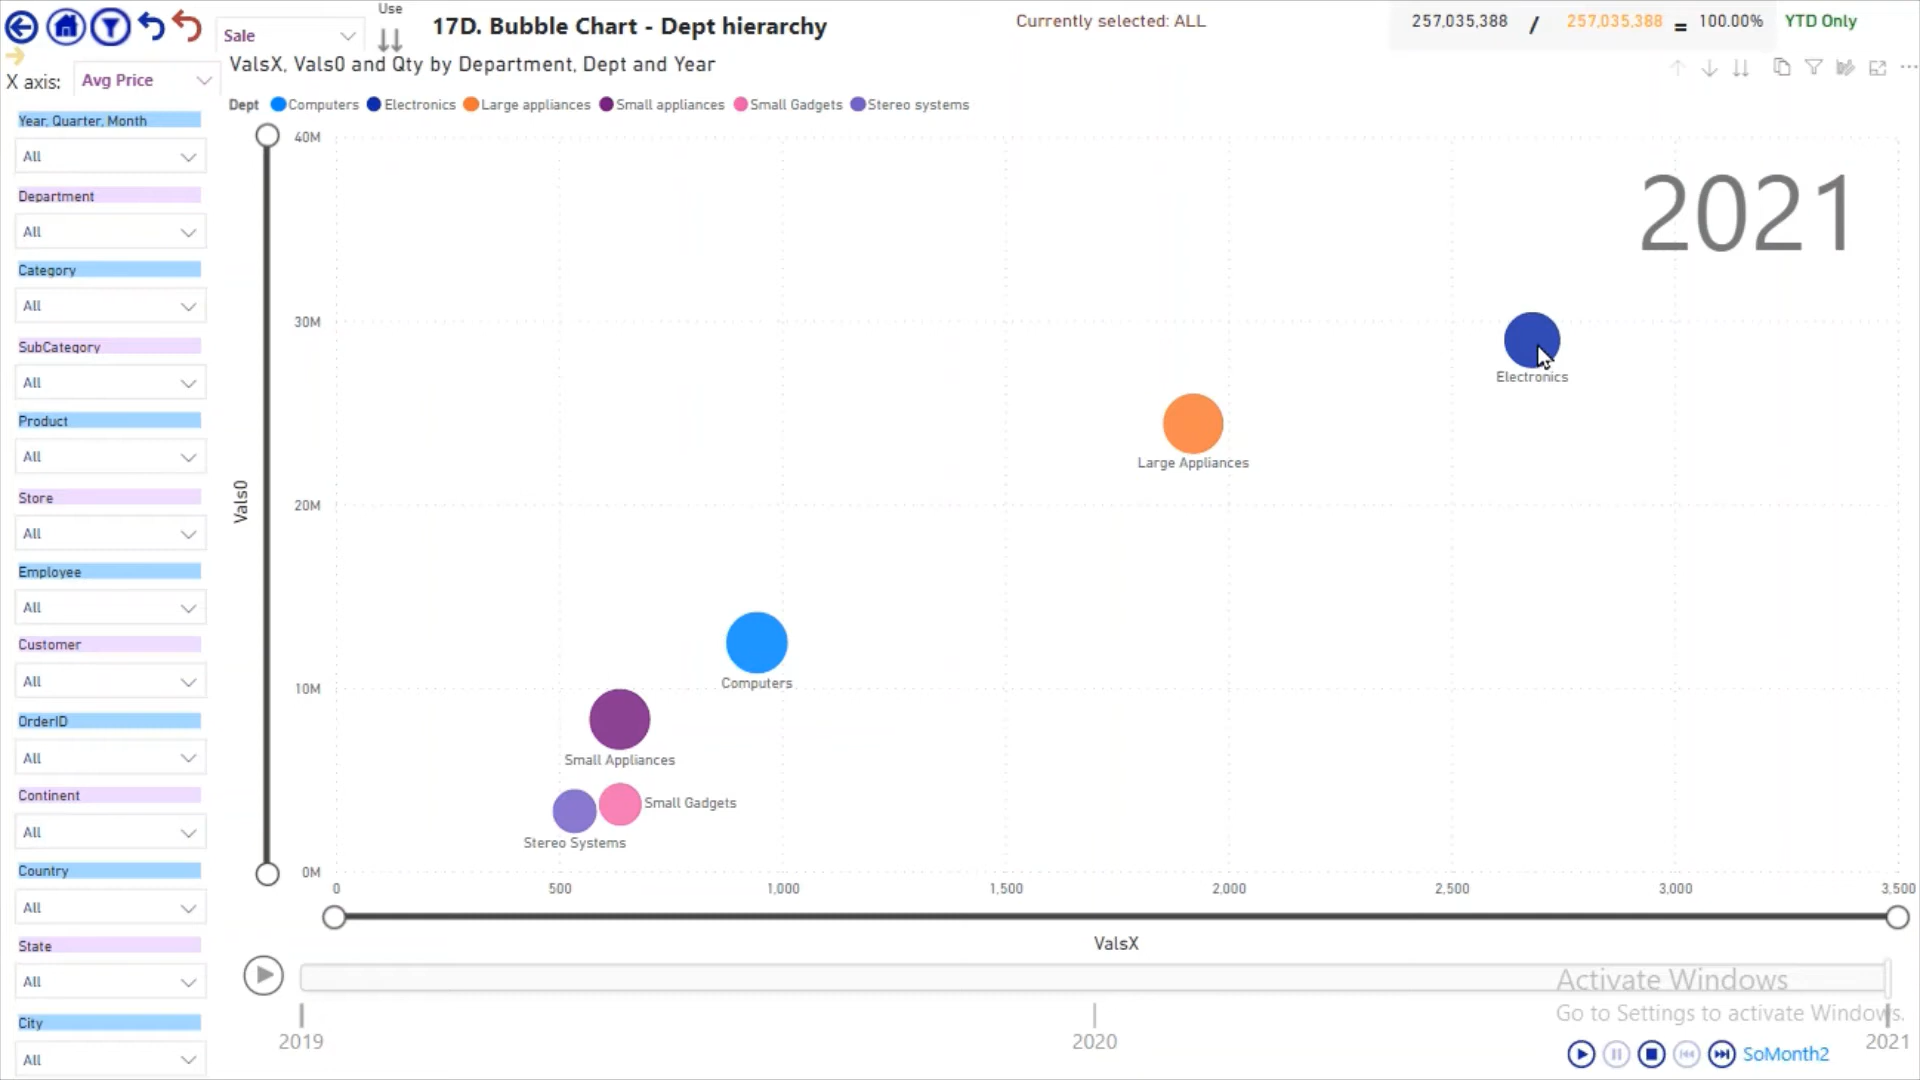 Sale
Use
17D. Bubble Chart - Dept hierarchy
Currently selected: ALL
257,035,388 / 257,035,388 = 100.00% YTD Only
X axis: Avg Price
ValsX, Vals0 and Qty by Department, Dept and Year
Dept Computers Electronics Large appliances Small appliances Small Gadgets Stereo systems
Year, Quarter, Month
All
Department
All
Category
All
SubCategory
All
Product
All
Store
All
Employee
All
Customer
All
OrderID
All
Continent
All
Country
All
State
All
City
All
Vals0
40M
30M
20M
10M
0M
2021
Electronics
Large Appliances
Computers
Small Appliances
Small Gadgets
Stereo Systems
0 500 1,000 1,500 2,000 2,500 3,000 3,500
ValsX
2019 2020 2021
Activate Windows
Go to Settings to activate Windows.
SoMonth2